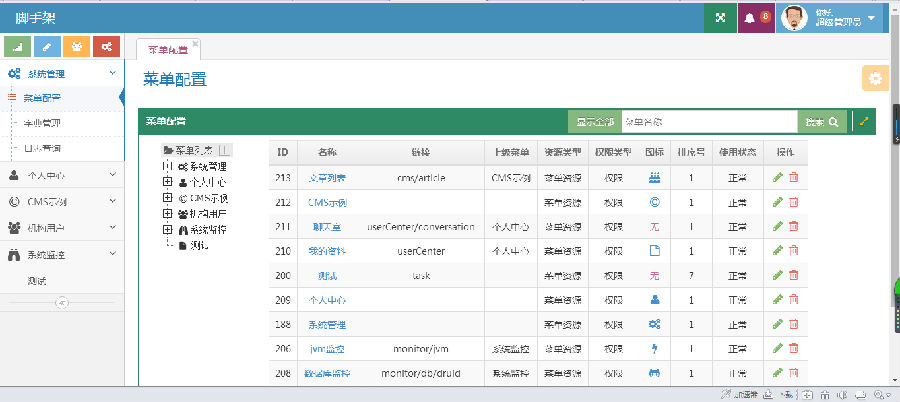 脚手架
8
你好,
超级管理员
菜单配置
系统管理
菜单配置
字典管理
日志查询
个人中心
CMS示例
机构用户
系统监控
测试
菜单配置
菜单配置
显示全部 菜单名称 搜索
菜单列表
系统管理
个人中心
CMS示例
机构用户
系统监控
测试
ID 名称 链接 上级菜单 资源类型 权限类型 图标 排序号 使用状态 操作
213 文章列表 cms/article CMS示例 菜单资源 权限 1 正常
212 CMS示例 菜单资源 权限 1 正常
211 聊天室 userCenter/conversation 个人中心 菜单资源 权限 无 1 正常
210 我的资料 userCenter 个人中心 菜单资源 权限 1 正常
200 测试 task 菜单资源 权限 无 7 正常
209 个人中心 菜单资源 权限 1 正常
188 系统管理 菜单资源 权限 1 正常
206 jvm监控 monitor/jvm 系统监控 菜单资源 权限 1 正常
208 数据库监控 monitor/db/druid 系统监控 菜单资源 权限 1 正常